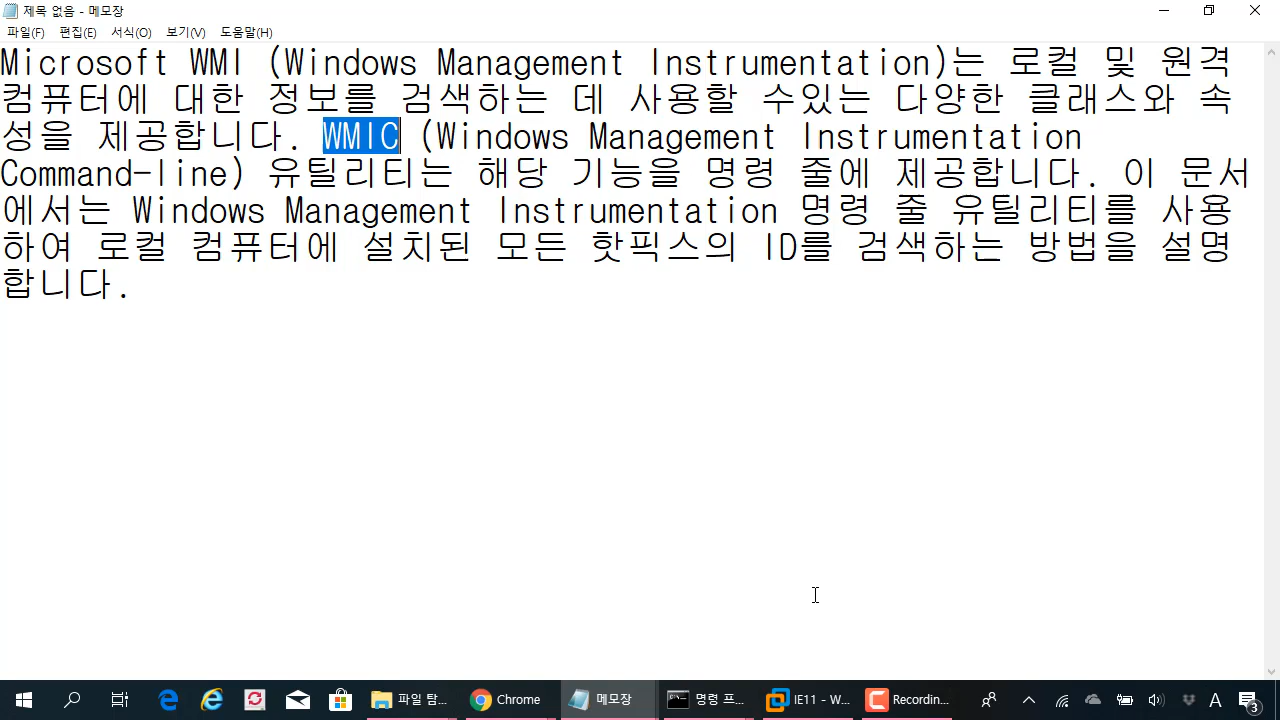 제목 없음 - 메모장
파일(F) 편집(E) 서식(O) 보기(V) 도움말(H)
Microsoft WMI (Windows Management Instrumentation)는 로컬 및 원격
컴퓨터에 대한 정보를 검색하는 데 사용할 수있는 다양한 클래스와 속
성을 제공합니다. WMIC (Windows Management Instrumentation
Command-line) 유틸리티는 해당 기능을 명령 줄에 제공합니다. 이 문서
에서는 Windows Management Instrumentation 명령 줄 유틸리티를 사용
하여 로컬 컴퓨터에 설치된 모든 핫픽스의 ID를 검색하는 방법을 설명
합니다.
파일 탐... Chrome 메모장 명령 프... IE11 - W... Recordin... A 3